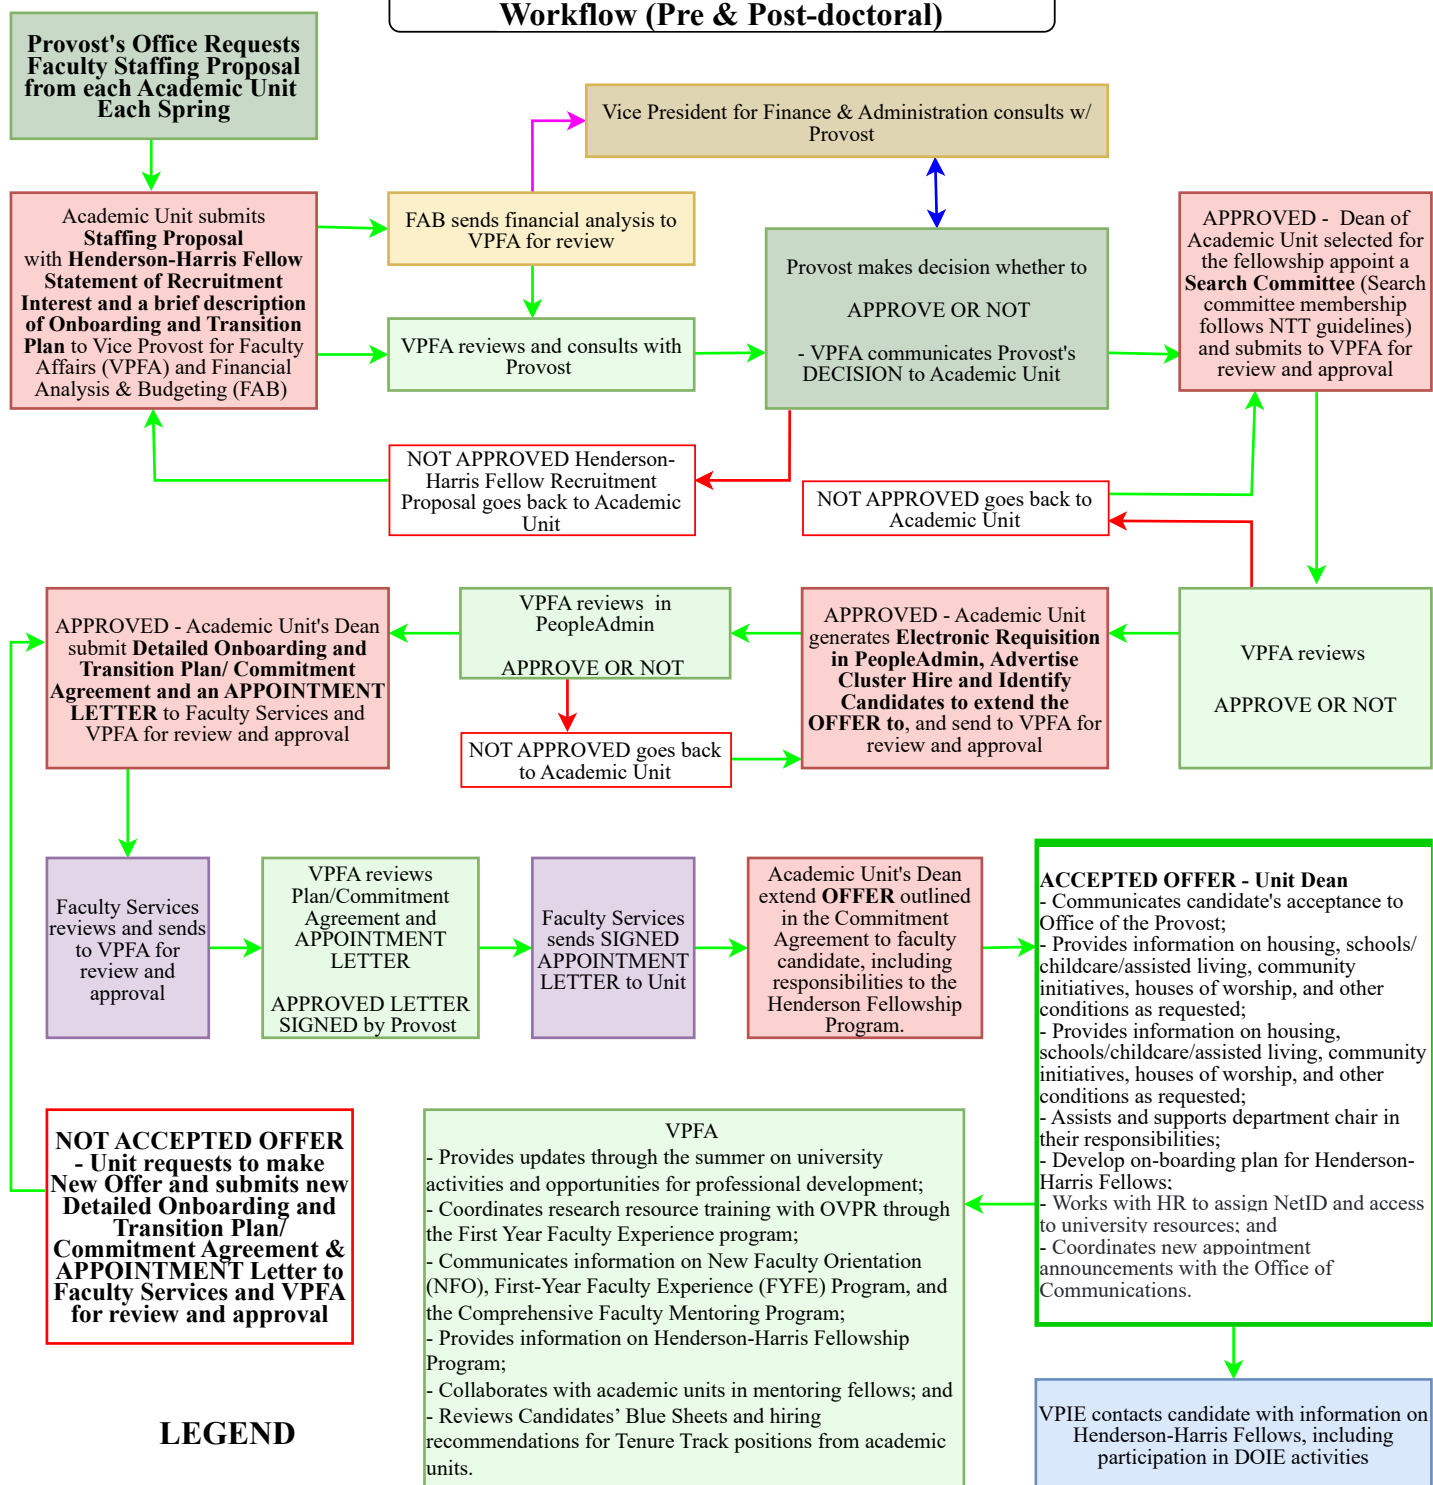 Workflow (Pre & Post-doctoral)
Provost's Office Requests
Faculty Staffing Proposal
from each Academic Unit
Each Spring
Vice President for Finance & Administration consults w/
Provost
Academic Unit submits
Staffing Proposal
with Henderson-Harris Fellow
Statement of Recruitment
Interest and a brief description
of Onboarding and Transition
Plan to Vice Provost for Faculty
Affairs (VPFA) and Financial
Analysis & Budgeting (FAB)
FAB sends financial analysis to
VPFA for review
VPFA reviews and consults with
Provost
Provost makes decision whether to
APPROVE OR NOT
- VPFA communicates Provost's
DECISION to Academic Unit
APPROVED - Dean of
Academic Unit selected for
the fellowship appoint a
Search Committee (Search
committee membership
follows NTT guidelines)
and submits to VPFA for
review and approval
NOT APPROVED Henderson-
Harris Fellow Recruitment
Proposal goes back to Academic
Unit
NOT APPROVED goes back to
Academic Unit
APPROVED - Academic Unit's Dean
submit Detailed Onboarding and
Transition Plan/ Commitment
Agreement and an APPOINTMENT
LETTER to Faculty Services and
VPFA for review and approval
VPFA reviews in
PeopleAdmin
APPROVE OR NOT
NOT APPROVED goes back
to Academic Unit
APPROVED - Academic Unit
generates Electronic Requisition
in PeopleAdmin, Advertise
Cluster Hire and Identify
Candidates to extend the
OFFER to, and send to VPFA for
review and approval
VPFA reviews
APPROVE OR NOT
Faculty Services
reviews and sends
to VPFA for
review and
approval
VPFA reviews
Plan/Commitment
Agreement and
APPOINTMENT
LETTER
APPROVED LETTER
SIGNED by Provost
Faculty Services
sends SIGNED
APPOINTMENT
LETTER to Unit
Academic Unit's Dean
extend OFFER outlined
in the Commitment
Agreement to faculty
candidate, including
responsibilities to the
Henderson Fellowship
Program.
ACCEPTED OFFER - Unit Dean
- Communicates candidate's acceptance to
Office of the Provost;
- Provides information on housing, schools/
childcare/assisted living, community
initiatives, houses of worship, and other
conditions as requested;
- Provides information on housing,
schools/childcare/assisted living, community
initiatives, houses of worship, and other
conditions as requested;
- Assists and supports department chair in
their responsibilities;
- Develop on-boarding plan for Henderson-
Harris Fellows;
- Works with HR to assign NetID and access
to university resources; and
- Coordinates new appointment
announcements with the Office of
Communications.
NOT ACCEPTED OFFER
- Unit requests to make
New Offer and submits new
Detailed Onboarding and
Transition Plan/
Commitment Agreement &
APPOINTMENT Letter to
Faculty Services and VPFA
for review and approval
VPFA
- Provides updates through the summer on university
activities and opportunities for professional development;
- Coordinates research resource training with OVPR through
the First Year Faculty Experience program;
- Communicates information on New Faculty Orientation
(NFO), First-Year Faculty Experience (FYFE) Program, and
the Comprehensive Faculty Mentoring Program;
- Provides information on Henderson-Harris Fellowship
Program;
- Collaborates with academic units in mentoring fellows; and
- Reviews Candidates’ Blue Sheets and hiring
recommendations for Tenure Track positions from academic
units.
VPIE contacts candidate with information on
Henderson-Harris Fellows, including
participation in DOIE activities
LEGEND